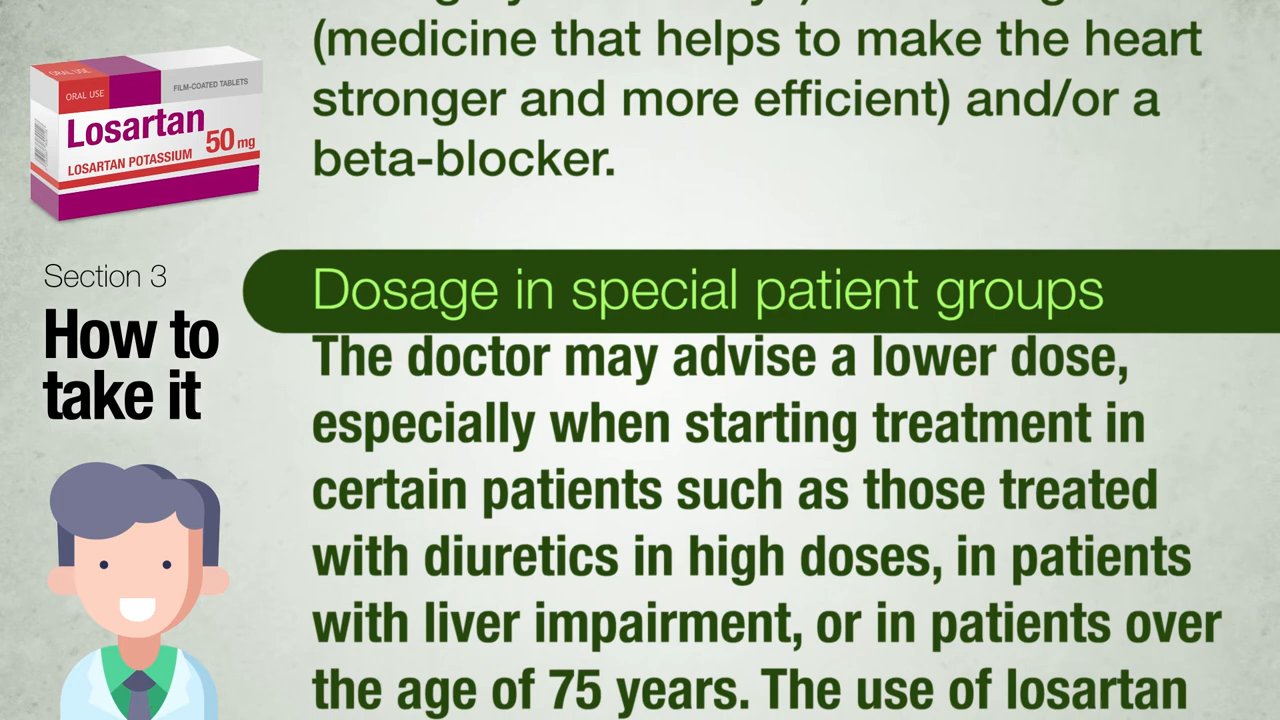 (medicine that helps to make the heart
stronger and more efficient) and/or a
beta-blocker.
ORAL USE
ORAL USE
FILM-COATED TABLETS
Losartan
50 mg
LOSARTAN POTASSIUM
Section 3
How to
take it
Dosage in special patient groups
The doctor may advise a lower dose,
especially when starting treatment in
certain patients such as those treated
with diuretics in high doses, in patients
with liver impairment, or in patients over
the age of 75 years. The use of losartan